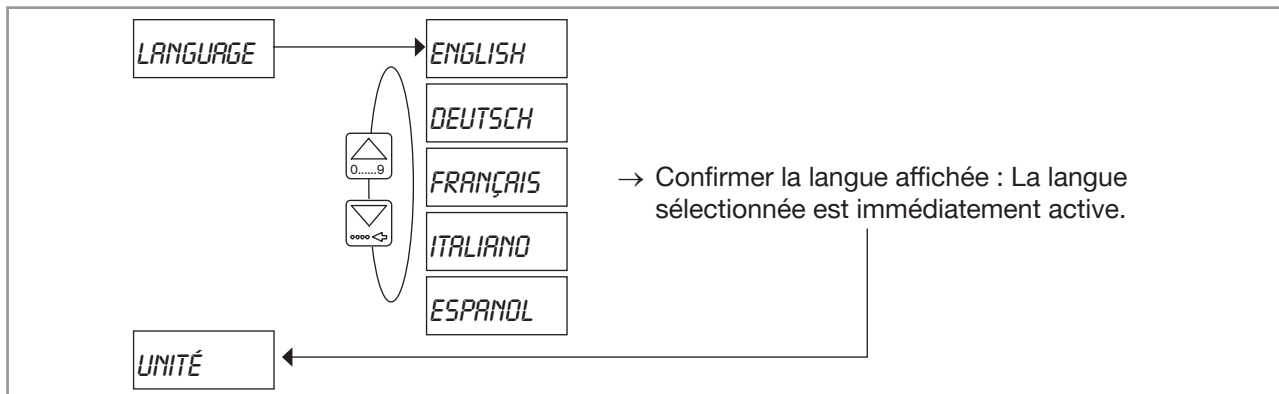 LANGUAGE
ENGLISH
DEUTSCH
0......9
FRANÇAIS
→ Confirmer la langue affichée : La langue
sélectionnée est immédiatement active.
ITALIANO
ESPANOL
UNITÉ